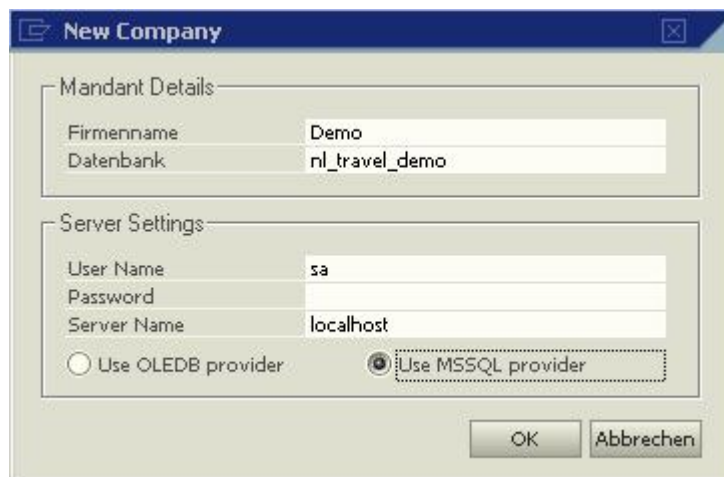 New Company
Mandant Details
Firmenname Demo
Datenbank nl_travel_demo
Server Settings
User Name sa
Password
Server Name localhost
Use OLEDB provider Use MSSQL provider
OK Abbrechen